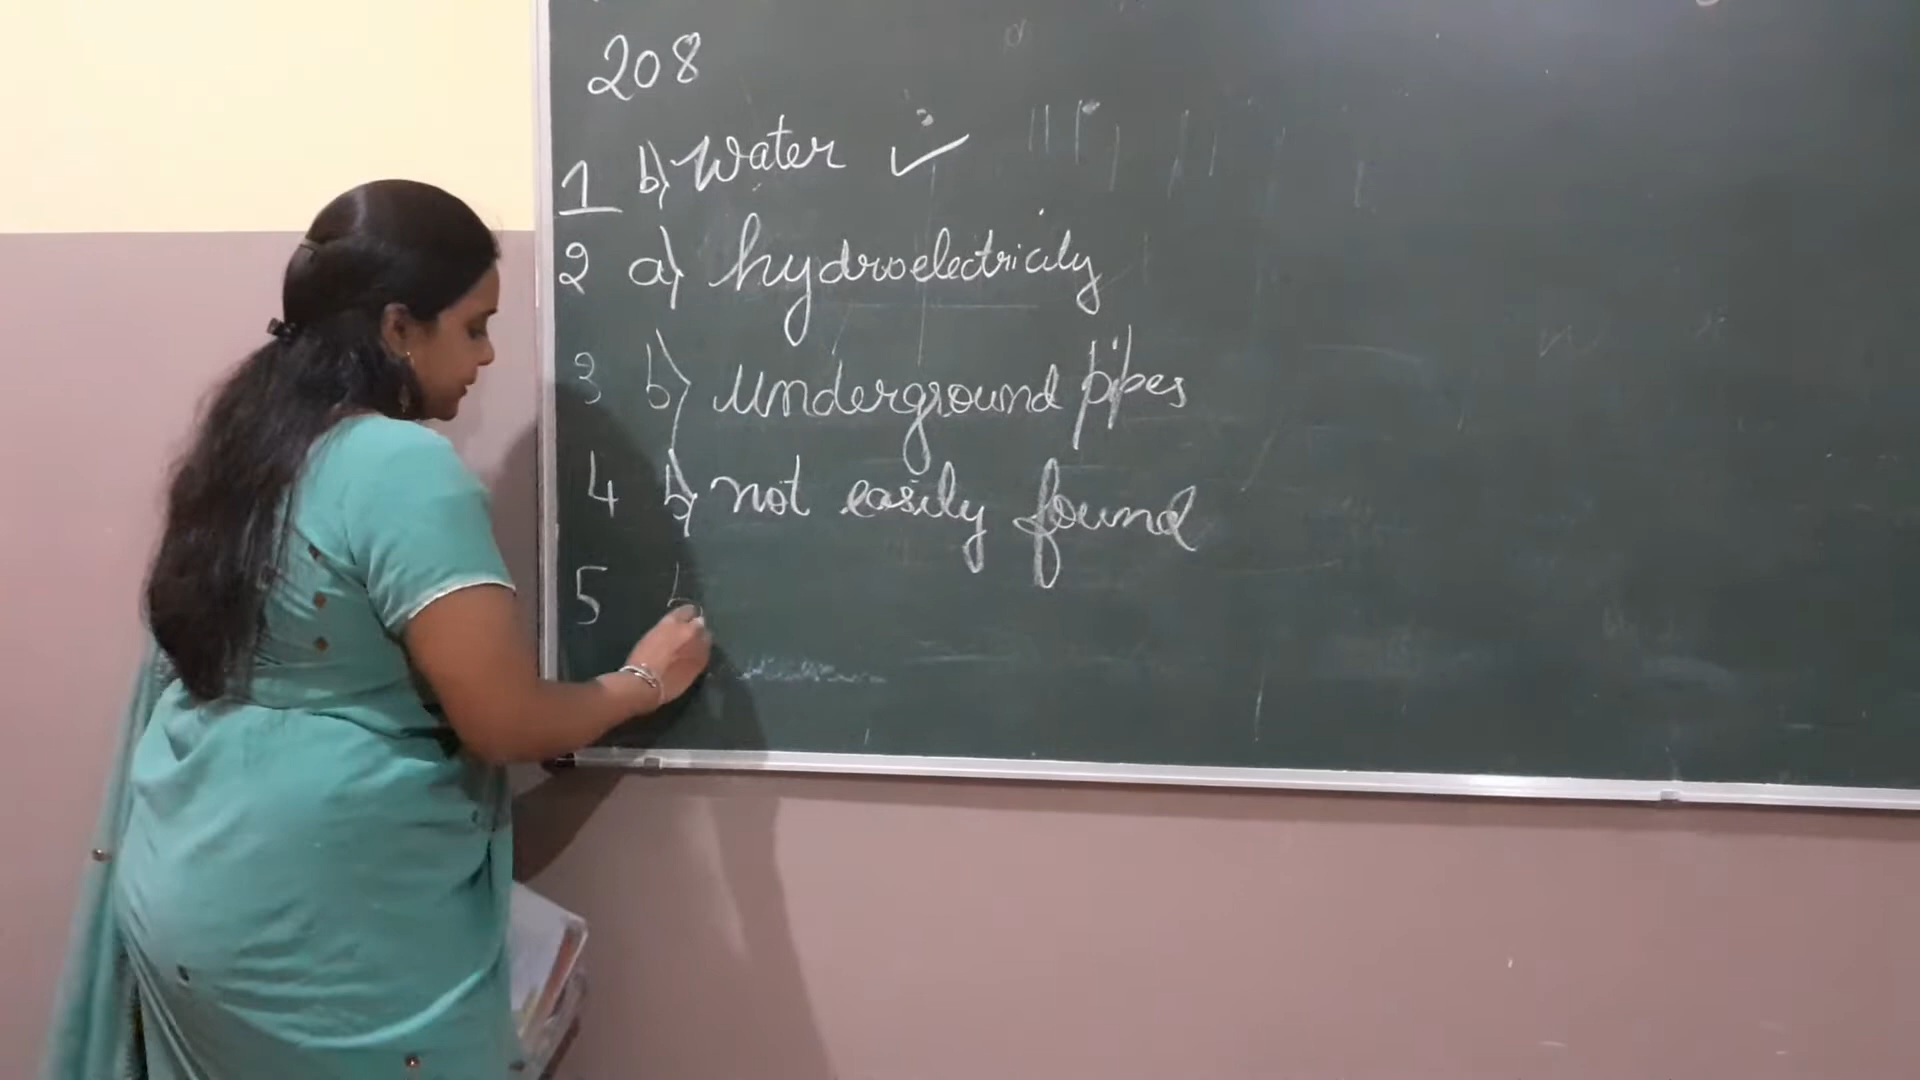 208
1 b) Water ✓
2 a) hydroelectricity
3 b) underground pipes
4 b) not easily found
5 b